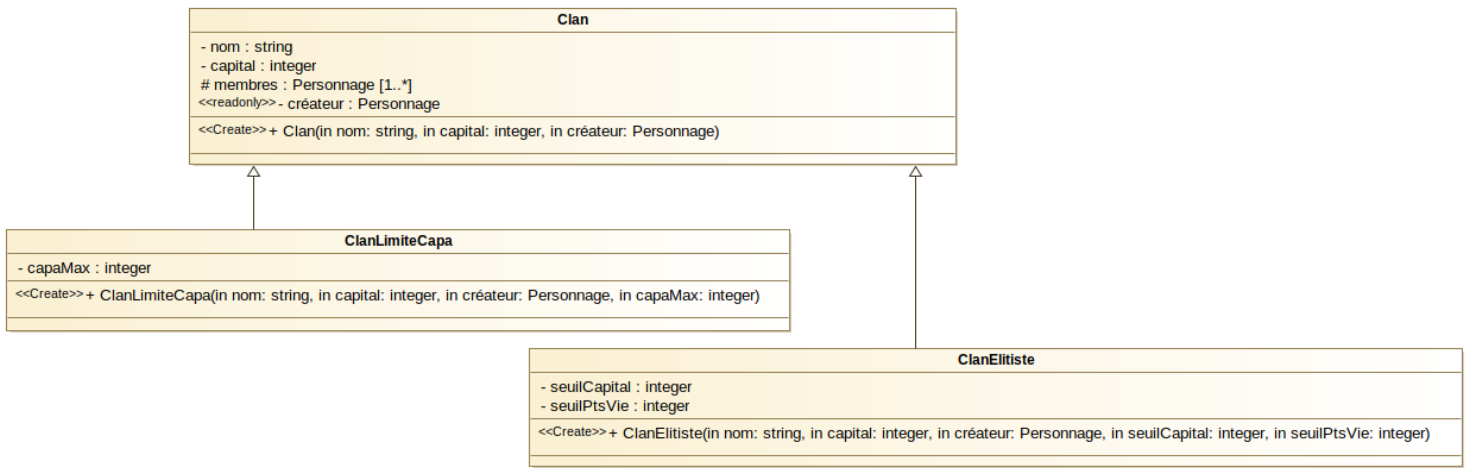 Clan
- nom : string
- capital : integer
# membres : Personnage [1..*]
<<readonly>> - créateur : Personnage
<<Create>> + Clan(in nom: string, in capital: integer, in créateur: Personnage)
ClanLimiteCapa
- capaMax : integer
<<Create>> + ClanLimiteCapa(in nom: string, in capital: integer, in créateur: Personnage, in capaMax: integer)
ClanElitiste
- seuilCapital : integer
- seuilPtsVie : integer
<<Create>> + ClanElitiste(in nom: string, in capital: integer, in créateur: Personnage, in seuilCapital: integer, in seuilPtsVie: integer)